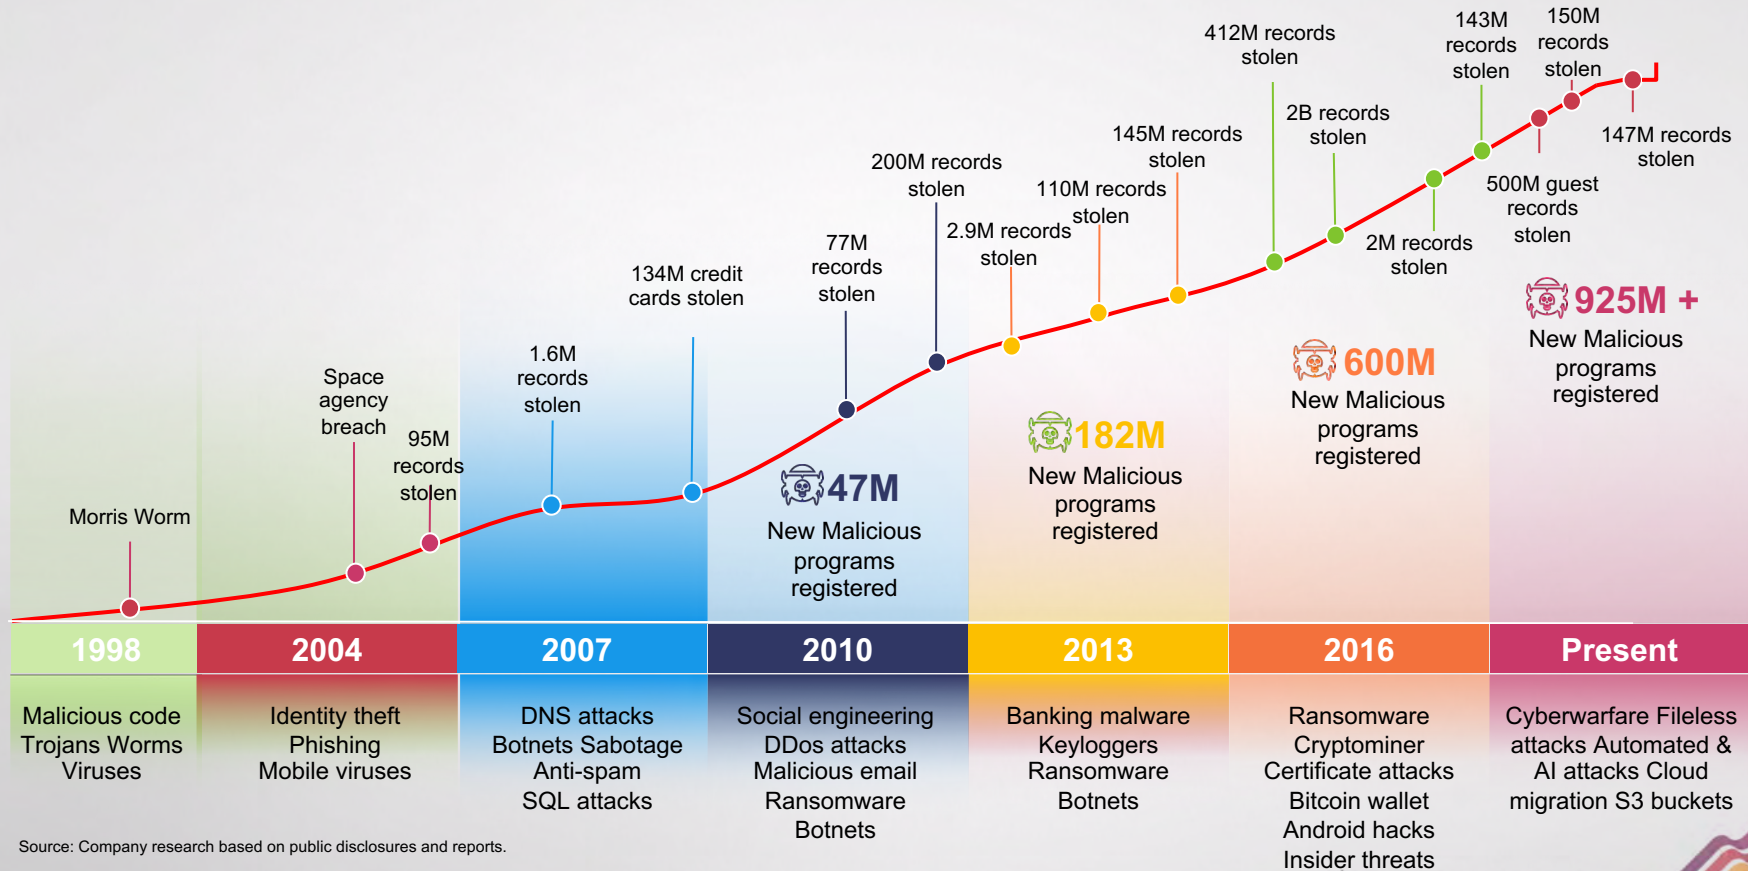 Morris Worm
Space
agency
breach
95M
records
stolen
1.6M
records
stolen
134M credit
cards stolen
77M
records
stolen
200M records
stolen
2.9M records
stolen
110M records
stolen
145M records
stolen
412M records
stolen
2B records
stolen
2M records
stolen
143M
records
stolen
500M guest
records
stolen
150M
records
stolen
147M records
stolen
47M
New Malicious
programs
registered
182M
New Malicious
programs
registered
600M
New Malicious
programs
registered
925M +
New Malicious
programs
registered
1998
Malicious code
Trojans Worms
Viruses
2004
Identity theft
Phishing
Mobile viruses
2007
DNS attacks
Botnets Sabotage
Anti-spam
SQL attacks
2010
Social engineering
DDos attacks
Malicious email
Ransomware
Botnets
2013
Banking malware
Keyloggers
Ransomware
Botnets
2016
Ransomware
Cryptominer
Certificate attacks
Bitcoin wallet
Android hacks
Insider threats
Present
Cyberwarfare Fileless
attacks Automated &
AI attacks Cloud
migration S3 buckets
Source: Company research based on public disclosures and reports.